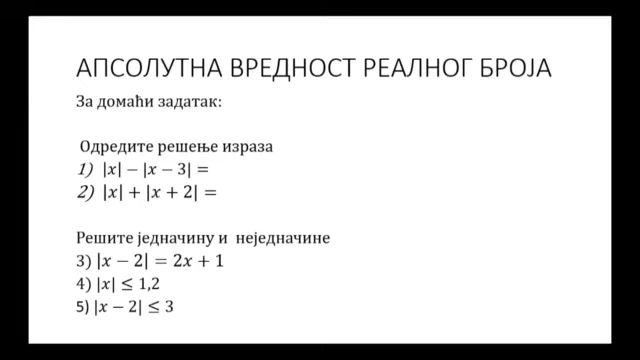 АПСОЛУТНА ВРЕДНОСТ РЕАЛНОГ БРОЈА
За домаћи задатак:
Одредите решење израза
1) |x| − |x − 3| =
2) |x| + |x + 2| =
Решите једначину и неједначине
3) |x − 2| = 2x + 1
4) |x| ≤ 1,2
5) |x − 2| ≤ 3